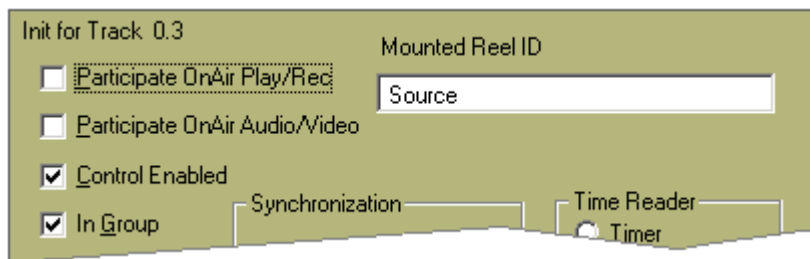 Init for Track 0.3
Mounted Reel ID
Participate OnAir Play/Rec
Source
Participate OnAir Audio/Video
Control Enabled
In Group
Synchronization
Time Reader
Timer